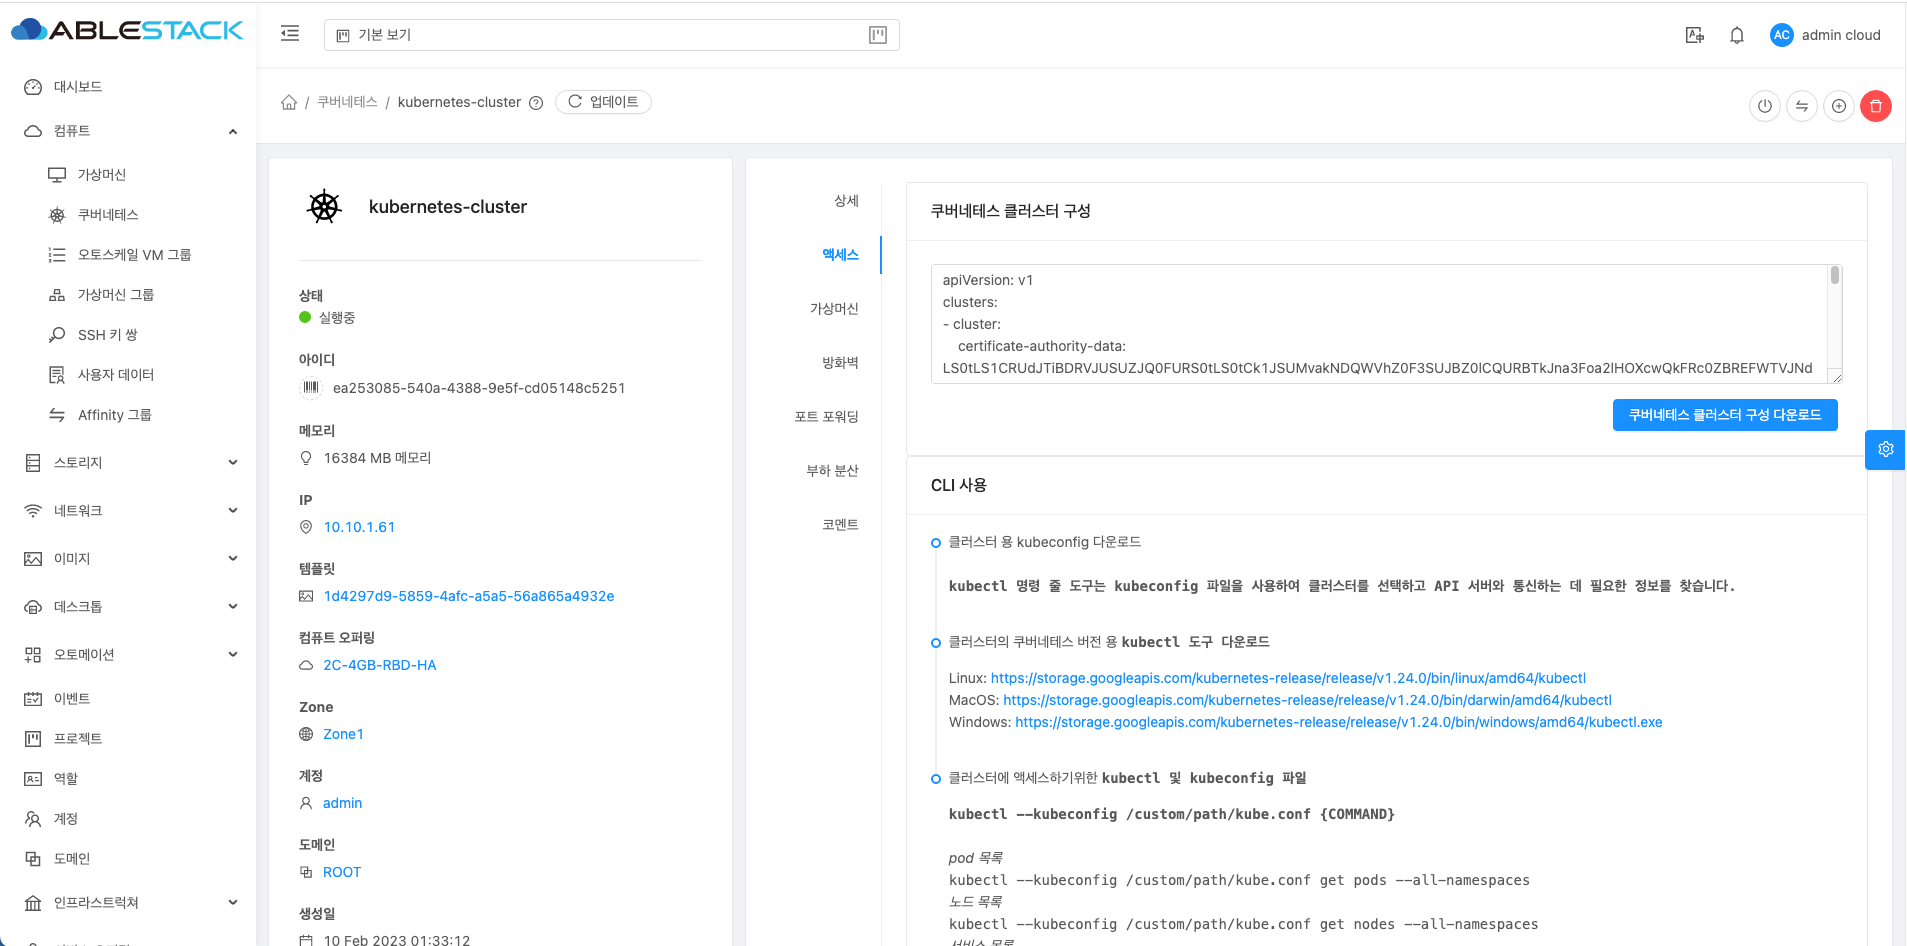 ABLESTACK
기본 보기
AC admin cloud
대시보드
컴퓨트
가상머신
쿠버네티스
오토스케일 VM 그룹
가상머신 그룹
SSH 키 쌍
사용자 데이터
Affinity 그룹
스토리지
네트워크
이미지
데스크톱
오토메이션
이벤트
프로젝트
역할
계정
도메인
인프라스트럭쳐
/ 쿠버네티스 / kubernetes-cluster 업데이트
kubernetes-cluster
상태
실행중
아이디
ea253085-540a-4388-9e5f-cd05148c5251
메모리
16384 MB 메모리
IP
10.10.1.61
템플릿
1d4297d9-5859-4afc-a5a5-56a865a4932e
컴퓨트 오퍼링
2C-4GB-RBD-HA
Zone
Zone1
계정
admin
도메인
ROOT
생성일
10 Feb 2023 01:33:12
상세
액세스
가상머신
방화벽
포트 포워딩
부하 분산
코멘트
쿠버네티스 클러스터 구성
apiVersion: v1
clusters:
- cluster:
certificate-authority-data:
쿠버네티스 클러스터 구성 다운로드
CLI 사용
클러스터 용 kubeconfig 다운로드
kubectl 명령 줄 도구는 kubeconfig 파일을 사용하여 클러스터를 선택하고 API 서버와 통신하는 데 필요한 정보를 찾습니다.
클러스터의 쿠버네티스 버전 용 kubectl 도구 다운로드
Linux: https://storage.googleapis.com/kubernetes-release/release/v1.24.0/bin/linux/amd64/kubectl
MacOS: https://storage.googleapis.com/kubernetes-release/release/v1.24.0/bin/darwin/amd64/kubectl
Windows: https://storage.googleapis.com/kubernetes-release/release/v1.24.0/bin/windows/amd64/kubectl.exe
클러스터에 액세스하기위한 kubectl 및 kubeconfig 파일
kubectl --kubeconfig /custom/path/kube.conf {COMMAND}
pod 목록
kubectl --kubeconfig /custom/path/kube.conf get pods --all-namespaces
노드 목록
kubectl --kubeconfig /custom/path/kube.conf get nodes --all-namespaces
서비스 목록